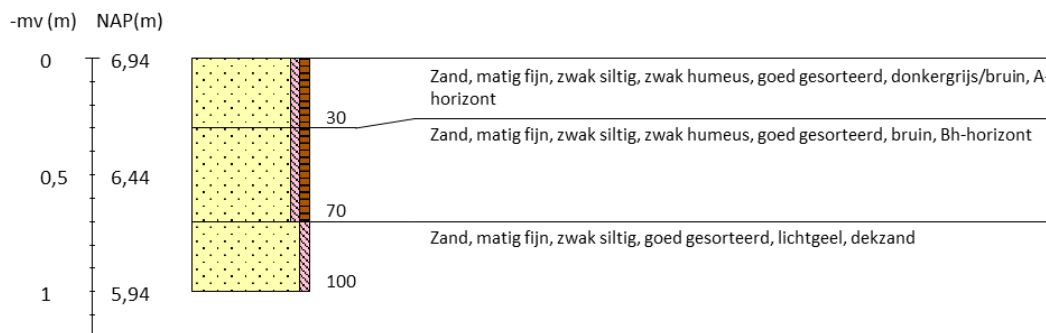 -mv (m) NAP(m)
0 6,94
Zand, matig fijn, zwak siltig, zwak humeus, goed gesorteerd, donkergrijs/bruin, A-
horizont
30
Zand, matig fijn, zwak siltig, zwak humeus, goed gesorteerd, bruin, Bh-horizont
0,5 6,44
70
Zand, matig fijn, zwak siltig, goed gesorteerd, lichtgeel, dekzand
100
1 5,94